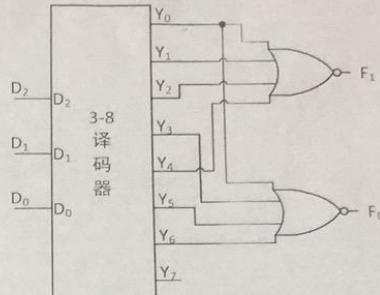 Y₀
Y₁
F₁
D₂ D₂ Y₂
3-8
译
码
器
Y₃
D₁ D₁
Y₄
D₀ D₀ Y₅
F₀
Y₆
Y₇